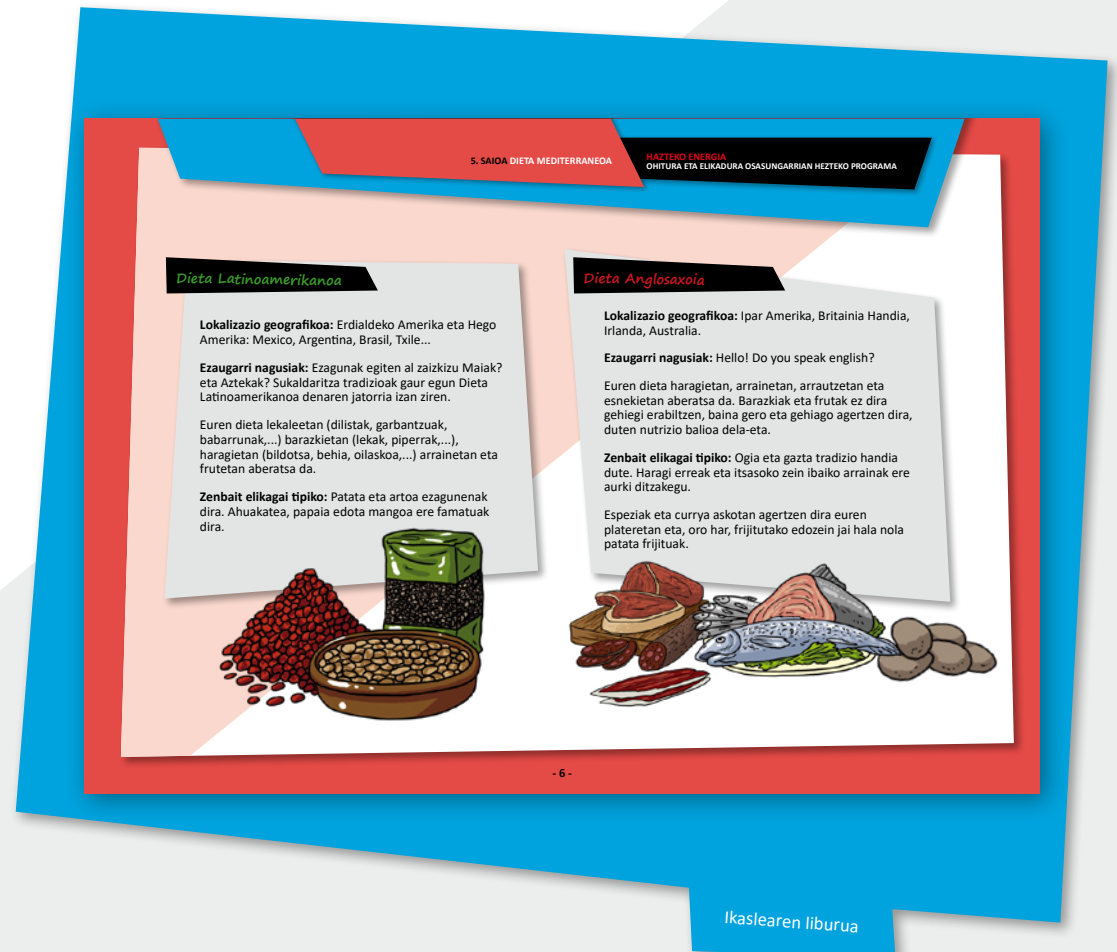 5. SAIOA DIETA MEDITERRANEOA
HAZTEKO ENERGIA
OHITURA ETA ELIKADURA OSASUNGARRIAN HEZTEKO PROGRAMA
Dieta Latinoamerikanoa
Lokalizazio geografikoa: Erdialdeko Amerika eta Hego
Amerika: Mexico, Argentina, Brasil, Txile...
Ezaugarri nagusiak: Ezagunak egiten al zaizkizu Maiak?
eta Aztekak? Sukaldaritza tradizioak gaur egun Dieta
Latinoamerikanoa denaren jatorria izan ziren.
Euren dieta lekaleetan (dilistak, garbantzuak,
babarrunak,...) barazkietan (lekak, piperrak,...),
haragietan (bildotsa, behia, oilaskoa,...) arrainetan eta
frutetan aberatsa da.
Zenbait elikagai tipiko: Patata eta artoa ezagunenak
dira. Ahuakatea, papaia edota mangoa ere famatuak
dira.
Dieta Anglosaxoia
Lokalizazio geografikoa: Ipar Amerika, Britainia Handia,
Irlanda, Australia.
Ezaugarri nagusiak: Hello! Do you speak english?
Euren dieta haragietan, arrainetan, arrautzetan eta
esnekietan aberatsa da. Barazkiak eta frutak ez dira
gehiegi erabiltzen, baina gero eta gehiago agertzen dira,
duten nutrizio balioa dela-eta.
Zenbait elikagai tipiko: Ogia eta gazta tradizio handia
dute. Haragi erreak eta itsasoko zein ibaiko arrainak ere
aurki ditzakegu.
Espeziak eta currya askotan agertzen dira euren
plateretan eta, oro har, frijitutako edozein jai hala nola
patata frijituak.
- 6 -
Ikaslearen liburua